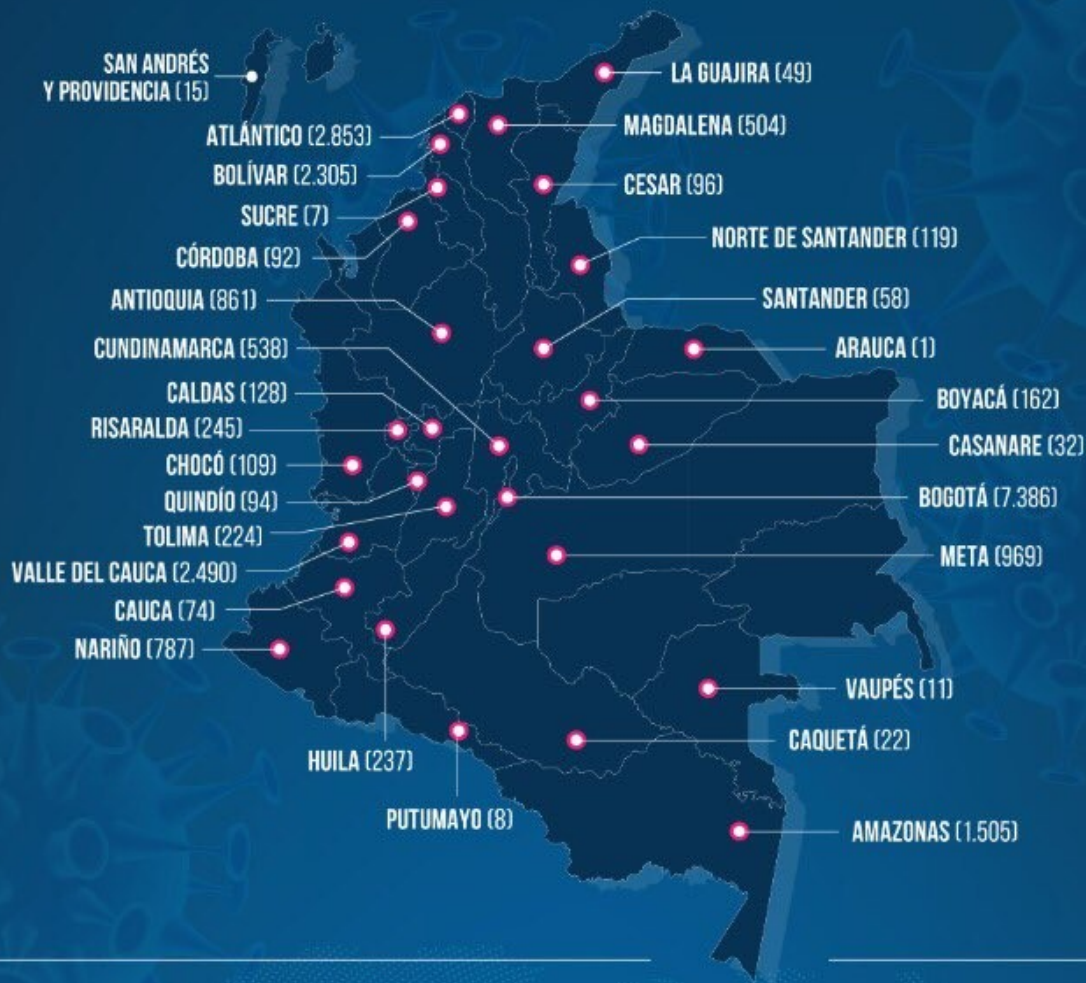 SAN ANDRÉS
Y PROVIDENCIA (15)
ATLÁNTICO (2.853)
BOLÍVAR (2.305)
SUCRE (7)
CÓRDOBA (92)
ANTIOQUIA (861)
CUNDINAMARCA (538)
CALDAS (128)
RISARALDA (245)
CHOCÓ (109)
QUINDÍO (94)
TOLIMA (224)
VALLE DEL CAUCA (2.490)
CAUCA (74)
NARIÑO (787)
HUILA (237)
PUTUMAYO (8)
LA GUAJIRA (49)
MAGDALENA (504)
CESAR (96)
NORTE DE SANTANDER (119)
SANTANDER (58)
ARAUCA (1)
BOYACÁ (162)
CASANARE (32)
BOGOTÁ (7.386)
META (969)
VAUPÉS (11)
CAQUETÁ (22)
AMAZONAS (1.505)